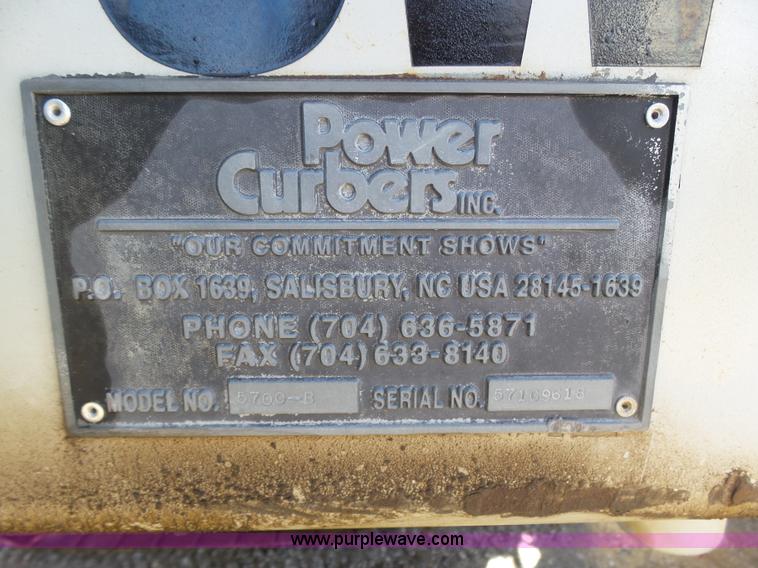 Power
Curbers INC.
"OUR COMMITMENT SHOWS"
P.O. BOX 1639, SALISBURY, NC USA 28145-1639
PHONE (704) 636-5871
FAX (704) 633-8140
MODEL NO. 5700-B SERIAL NO. 57109618
www.purplewave.com